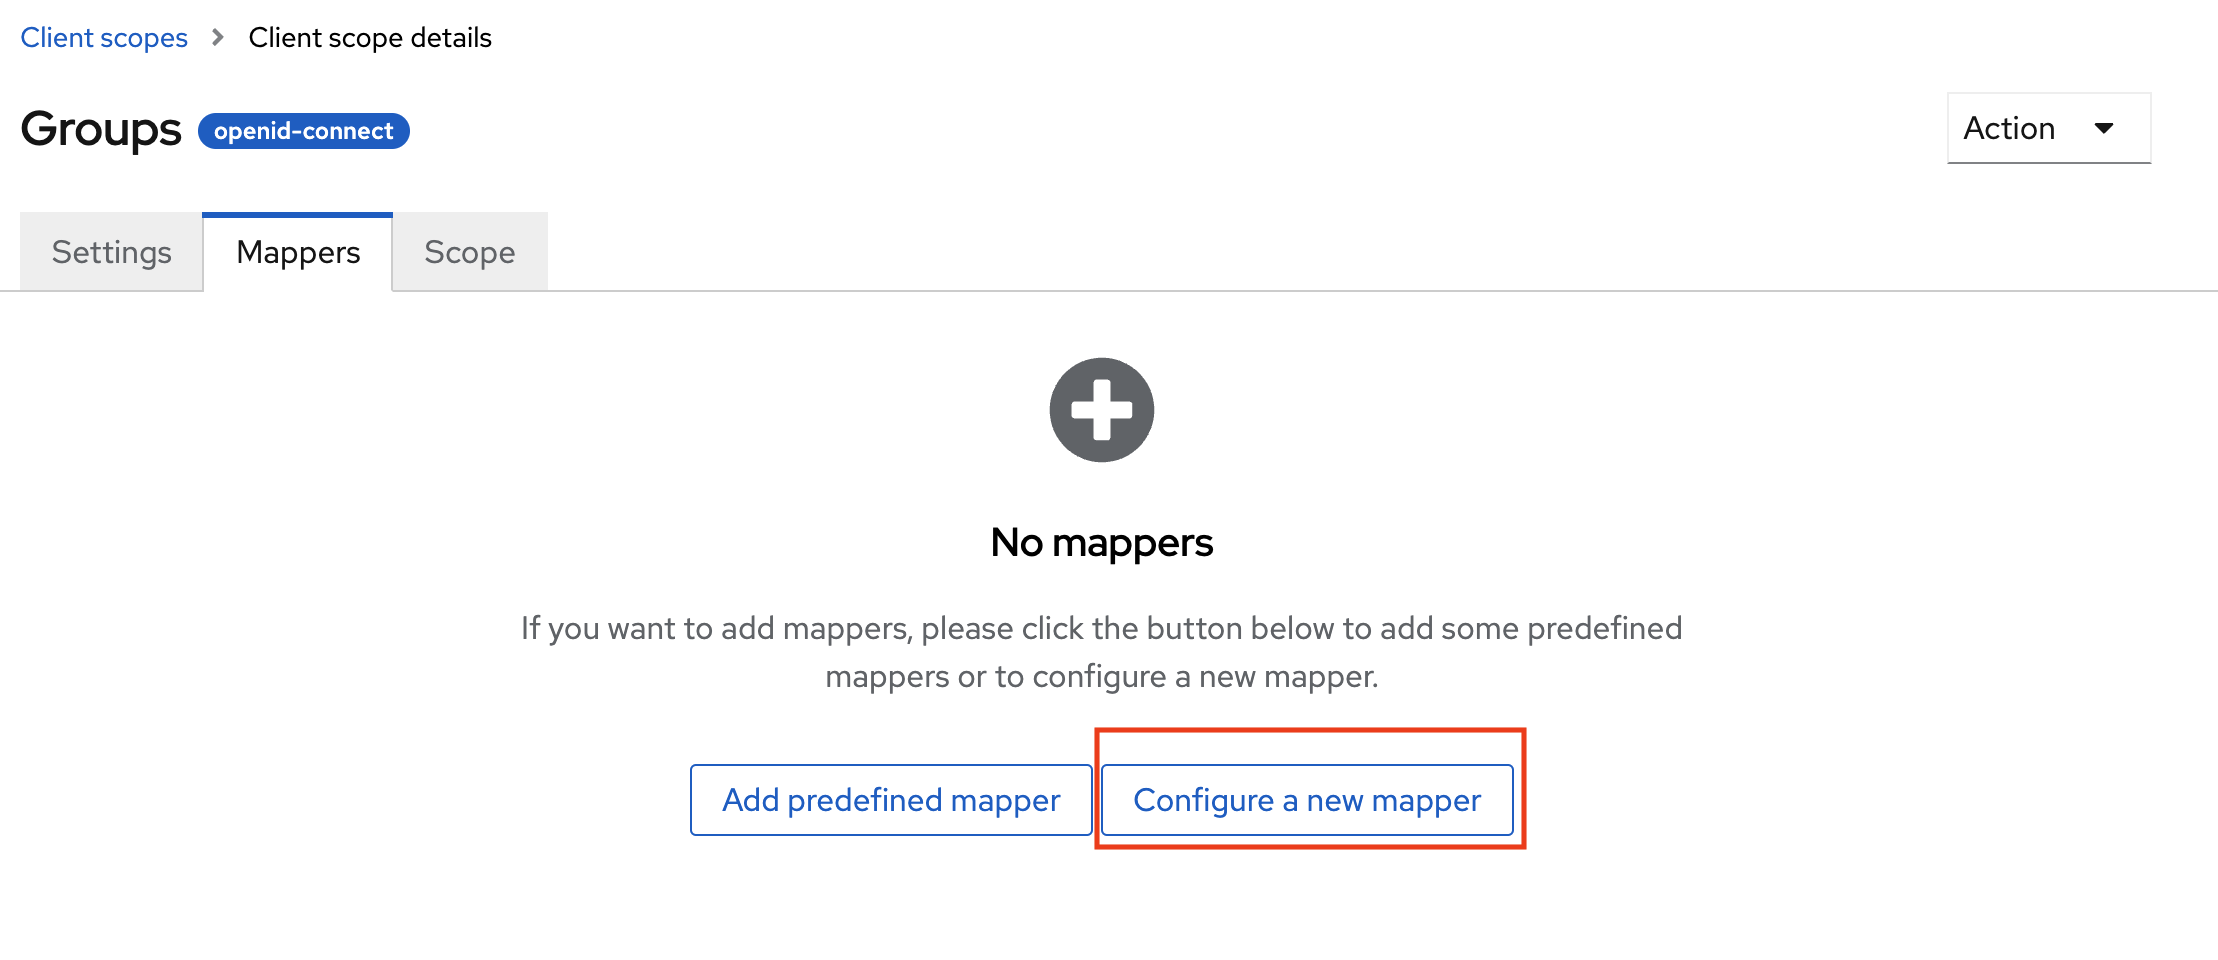 Client scopes > Client scope details
Groups openid-connect
Action
Settings Mappers Scope
No mappers
If you want to add mappers, please click the button below to add some predefined
mappers or to configure a new mapper.
Add predefined mapper Configure a new mapper